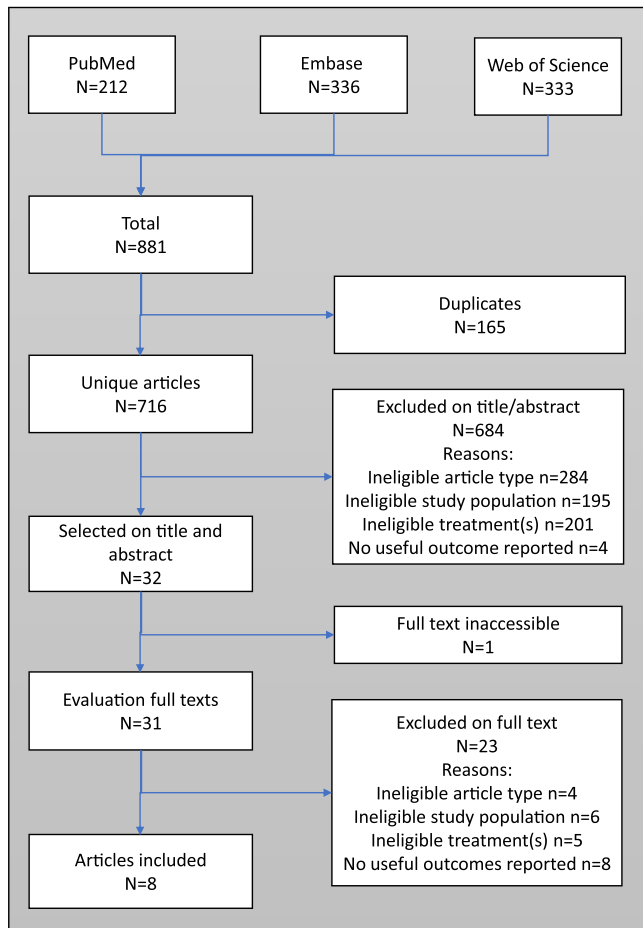 PubMed
N=212
Embase
N=336
Web of Science
N=333
Total
N=881
Duplicates
N=165
Unique articles
N=716
Excluded on title/abstract
N=684
Reasons:
Ineligible article type n=284
Ineligible study population n=195
Ineligible treatment(s) n=201
No useful outcome reported n=4
Selected on title and
abstract
N=32
Full text inaccessible
N=1
Evaluation full texts
N=31
Excluded on full text
N=23
Reasons:
Ineligible article type n=4
Ineligible study population n=6
Ineligible treatment(s) n=5
No useful outcomes reported n=8
Articles included
N=8